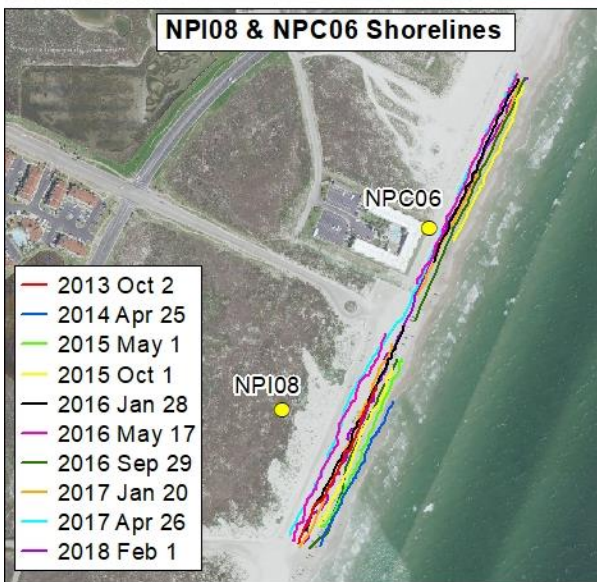 NPI08 & NPC06 Shorelines
NPC06
NPI08
2013 Oct 2
2014 Apr 25
2015 May 1
2015 Oct 1
2016 Jan 28
2016 May 17
2016 Sep 29
2017 Jan 20
2017 Apr 26
2018 Feb 1